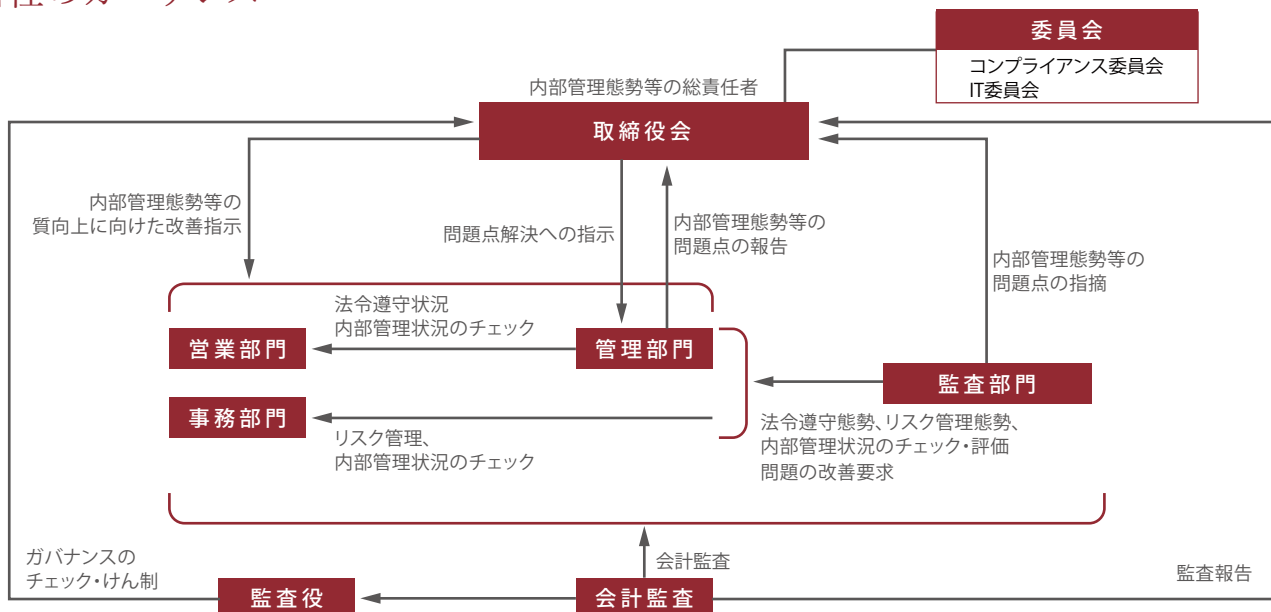 委員会
コンプライアンス委員会
IT委員会
内部管理態勢等の総責任者
取締役会
内部管理態勢等の
質向上に向けた改善指示
問題点解決への指示
内部管理態勢等の
問題点の報告
内部管理態勢等の
問題点の指摘
法令遵守状況
内部管理状況のチェック
営業部門
管理部門
監査部門
事務部門
リスク管理、
内部管理状況のチェック
法令遵守態勢、リスク管理態勢、
内部管理状況のチェック・評価
問題の改善要求
ガバナンスの
チェック・けん制
会計監査
監査報告
監査役
会計監査